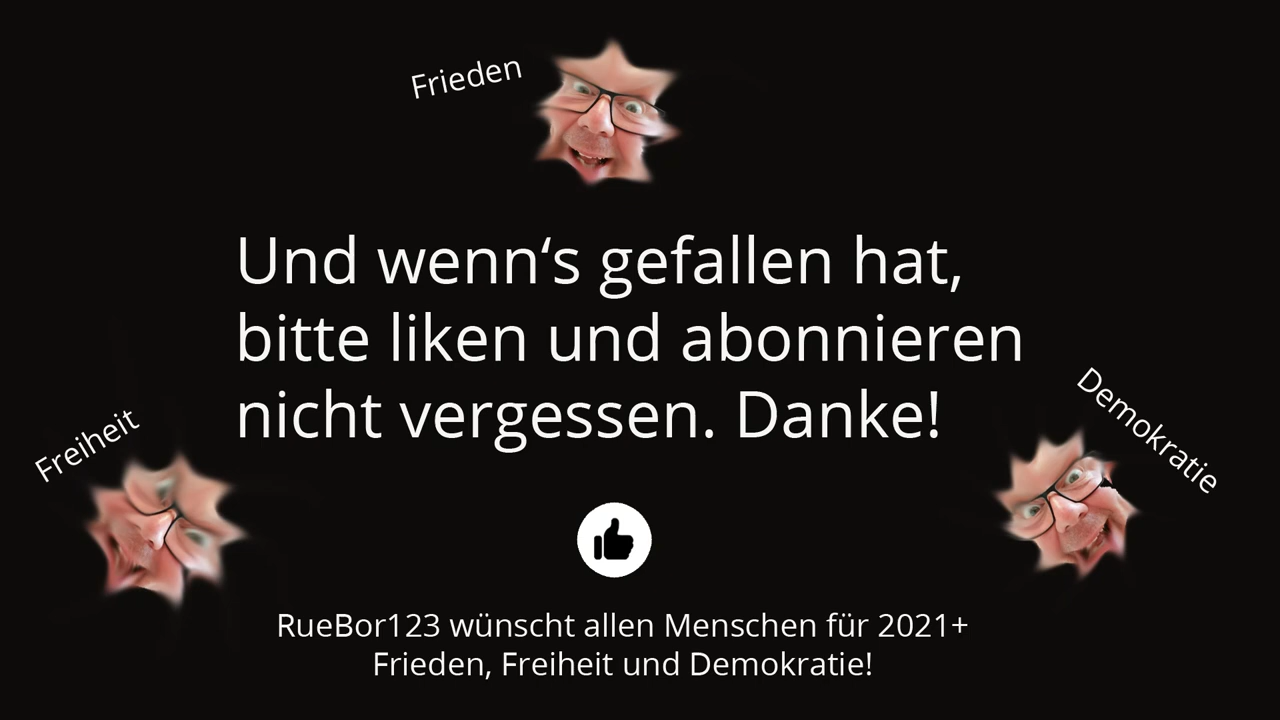 Frieden
Und wenn‘s gefallen hat,
bitte liken und abonnieren
nicht vergessen. Danke!
Freiheit
Demokratie
RueBor123 wünscht allen Menschen für 2021+
Frieden, Freiheit und Demokratie!